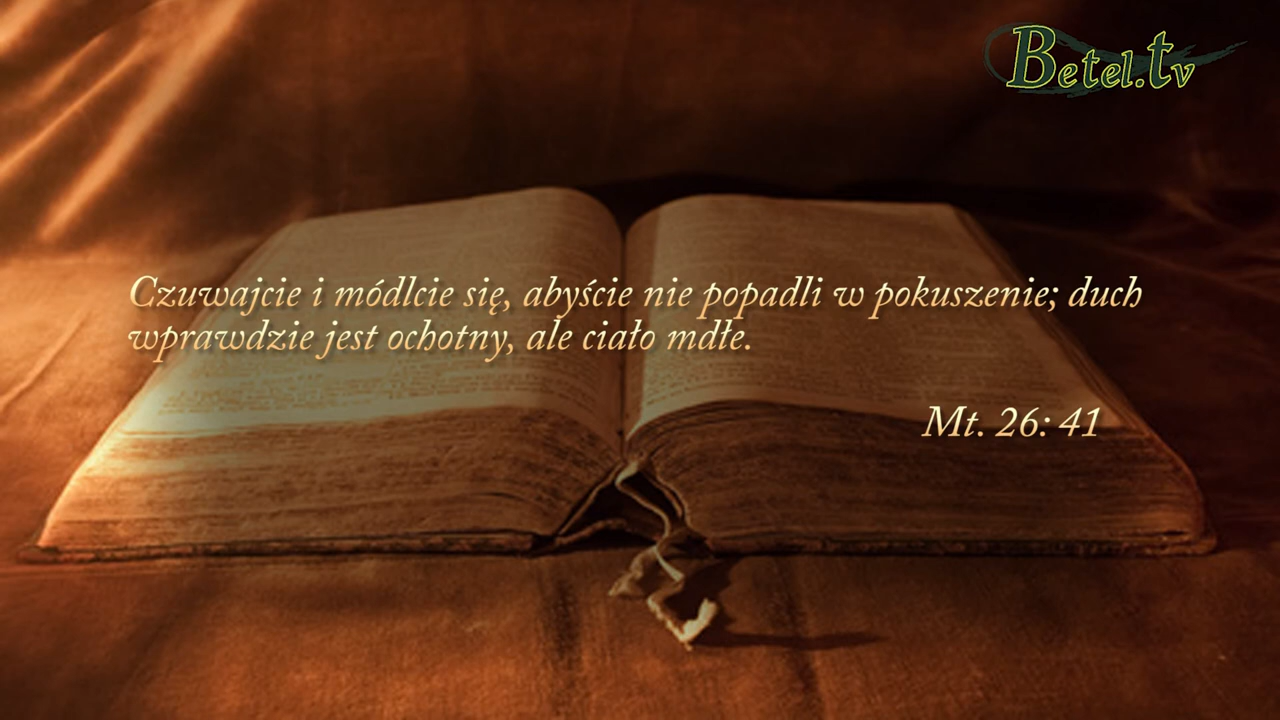 Betel.tv
Czuwajcie i módlcie się, abyście nie popadli w pokuszenie; duch
wprawdzie jest ochotny, ale ciało mdłe.
Mt. 26: 41